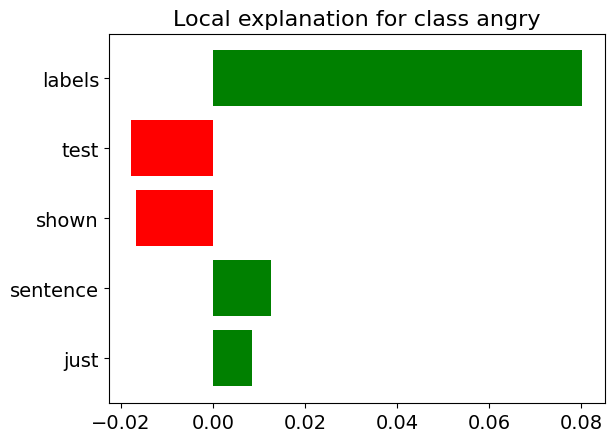 Local explanation for class angry
labels
test
shown
sentence
just
−0.02 0.00 0.02 0.04 0.06 0.08